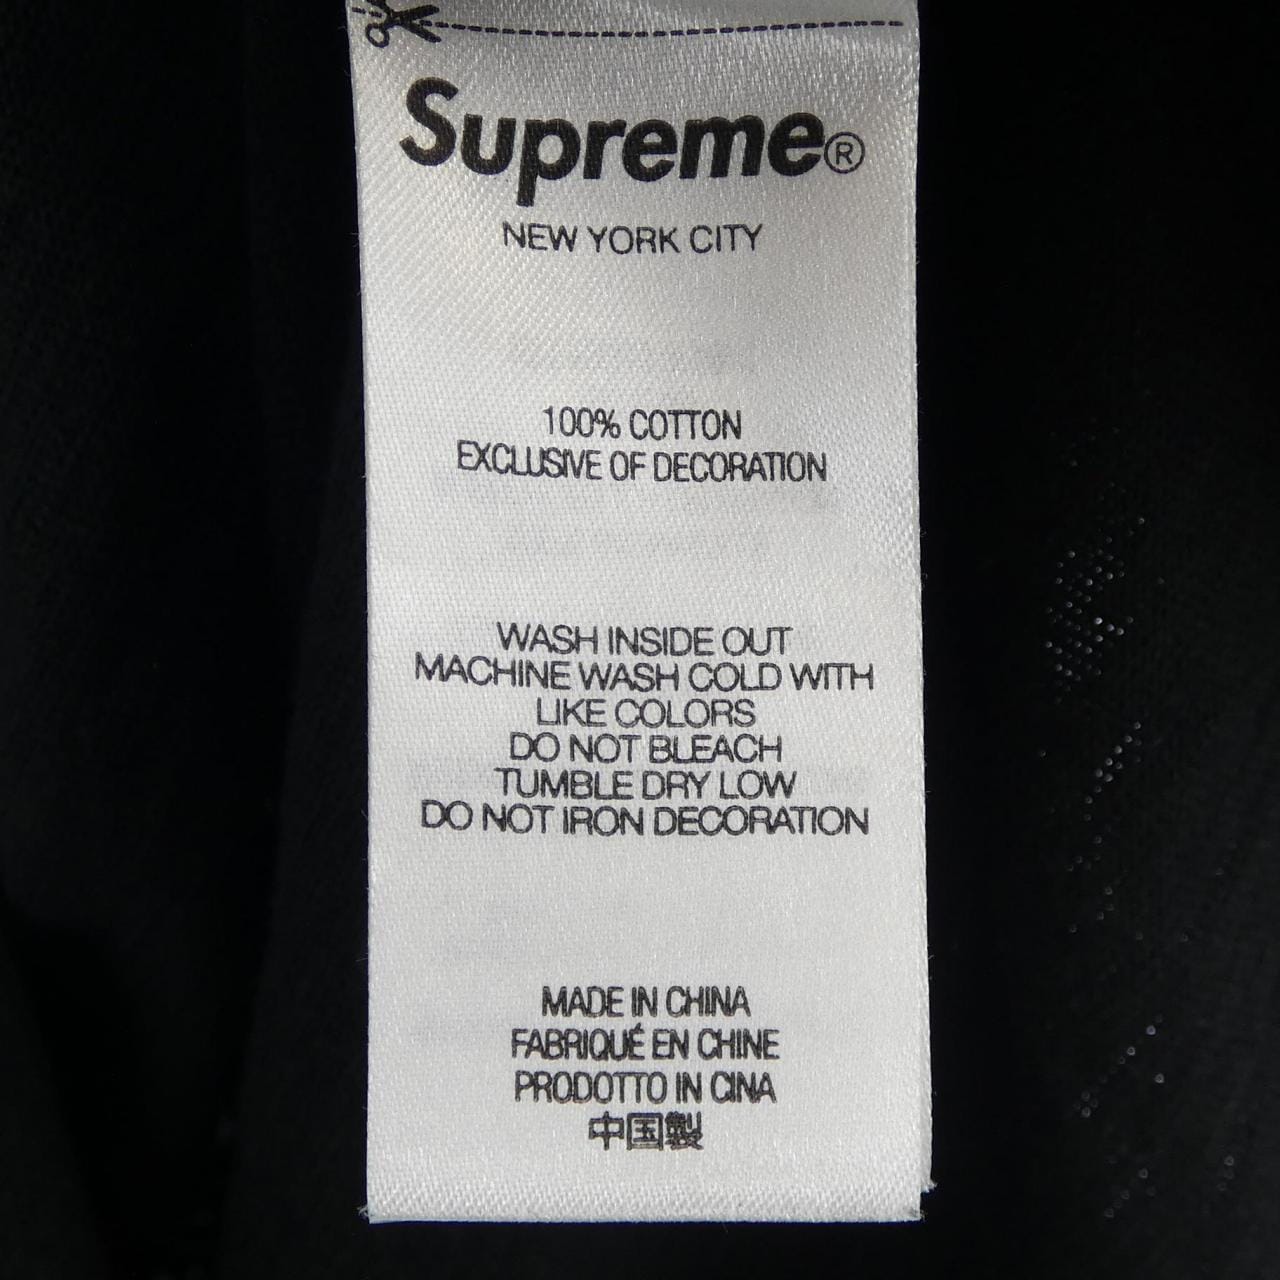 Supreme®
NEW YORK CITY
100% COTTON
EXCLUSIVE OF DECORATION
WASH INSIDE OUT
MACHINE WASH COLD WITH
LIKE COLORS
DO NOT BLEACH
TUMBLE DRY LOW
DO NOT IRON DECORATION
MADE IN CHINA
FABRIQUÉ EN CHINE
PRODOTTO IN CINA
中国製